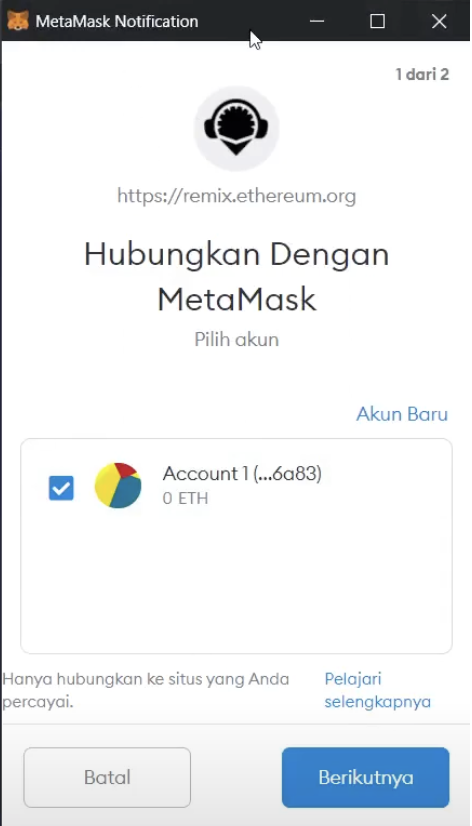 MetaMask Notification
1 dari 2
https://remix.ethereum.org
Hubungkan Dengan
MetaMask
Pilih akun
Akun Baru
Account 1 (...6a83)
0 ETH
Hanya hubungkan ke situs yang Anda
percayai.
Pelajari
selengkapnya
Batal
Berikutnya